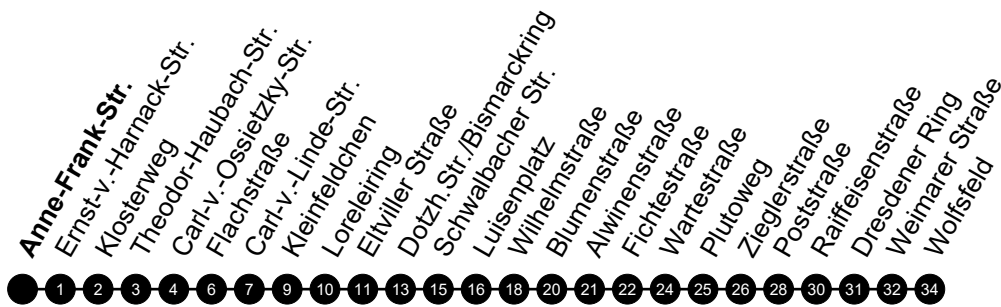 Anne-Frank-Str.
Ernst-v.-Harnack-Str.
Klosterweg
Theodor-Haubach-Str.
Carl-v.-Ossietzky-Str.
Flachstraße
Carl-v.-Linde-Str.
Kleinfeldchen
Loreleiring
Eltviller Straße
Dotzh.Str./Bismarckring
Schwalbacher Str.
Luisenplatz
Wilhelmstraße
Blumenstraße
Alwinenstraße
Fichtestraße
Wartestraße
Plutoweg
Zieglerstraße
Poststraße
Raiffeisenstraße
Dresdener Ring
Weimarer Straße
Wolfsfeld
1 2 3 4 6 7 9 10 11 13 15 16 18 20 21 22 24 25 26 28 30 31 32 34